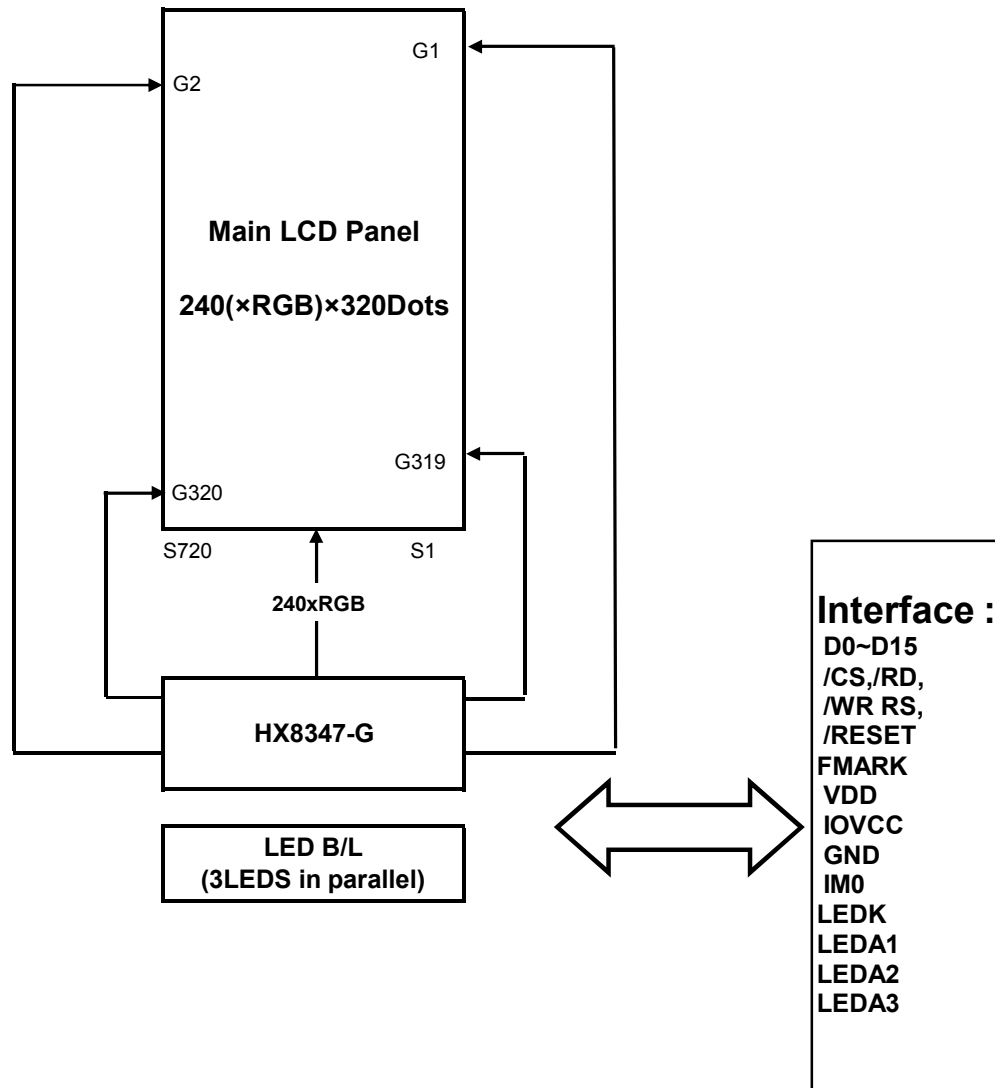 G1
G2
Main LCD Panel
240(×RGB)×320Dots
G319
G320
S720
S1
240xRGB
HX8347-G
LED B/L
(3LEDS in parallel)
Interface :
D0~D15
/CS,/RD,
/WR RS,
/RESET
FMARK
VDD
IOVCC
GND
IM0
LEDK
LEDA1
LEDA2
LEDA3